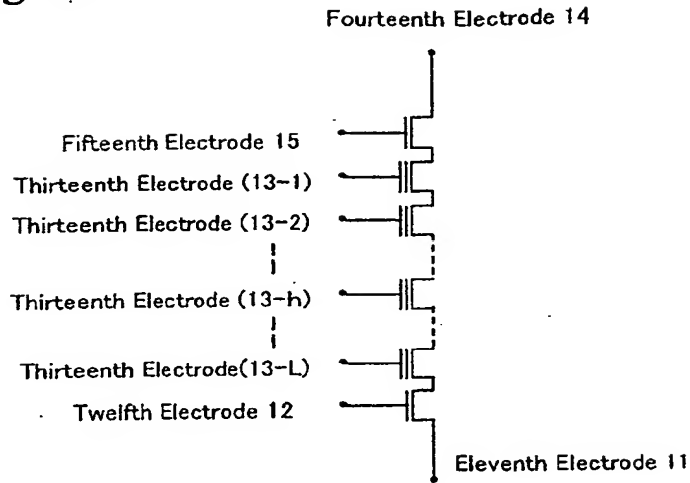 Fourteenth Electrode 14
Fifteenth Electrode 15
Thirteenth Electrode (13-1)
Thirteenth Electrode (13-2)
Thirteenth Electrode (13-h)
Thirteenth Electrode(13-L)
Twelfth Electrode 12
Eleventh Electrode 11